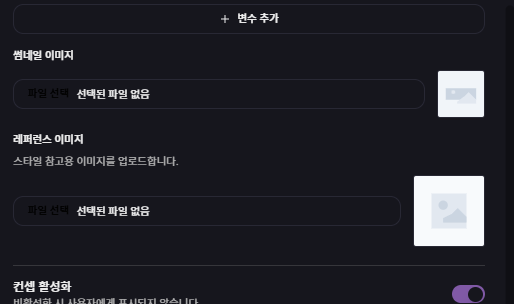 + 변수 추가
썸네일 이미지
파일 선택 선택된 파일 없음
레퍼런스 이미지
스타일 참고용 이미지를 업로드합니다.
파일 선택 선택된 파일 없음
컨셉 활성화
비활성화 시 사용자에게 표시되지 않습니다.